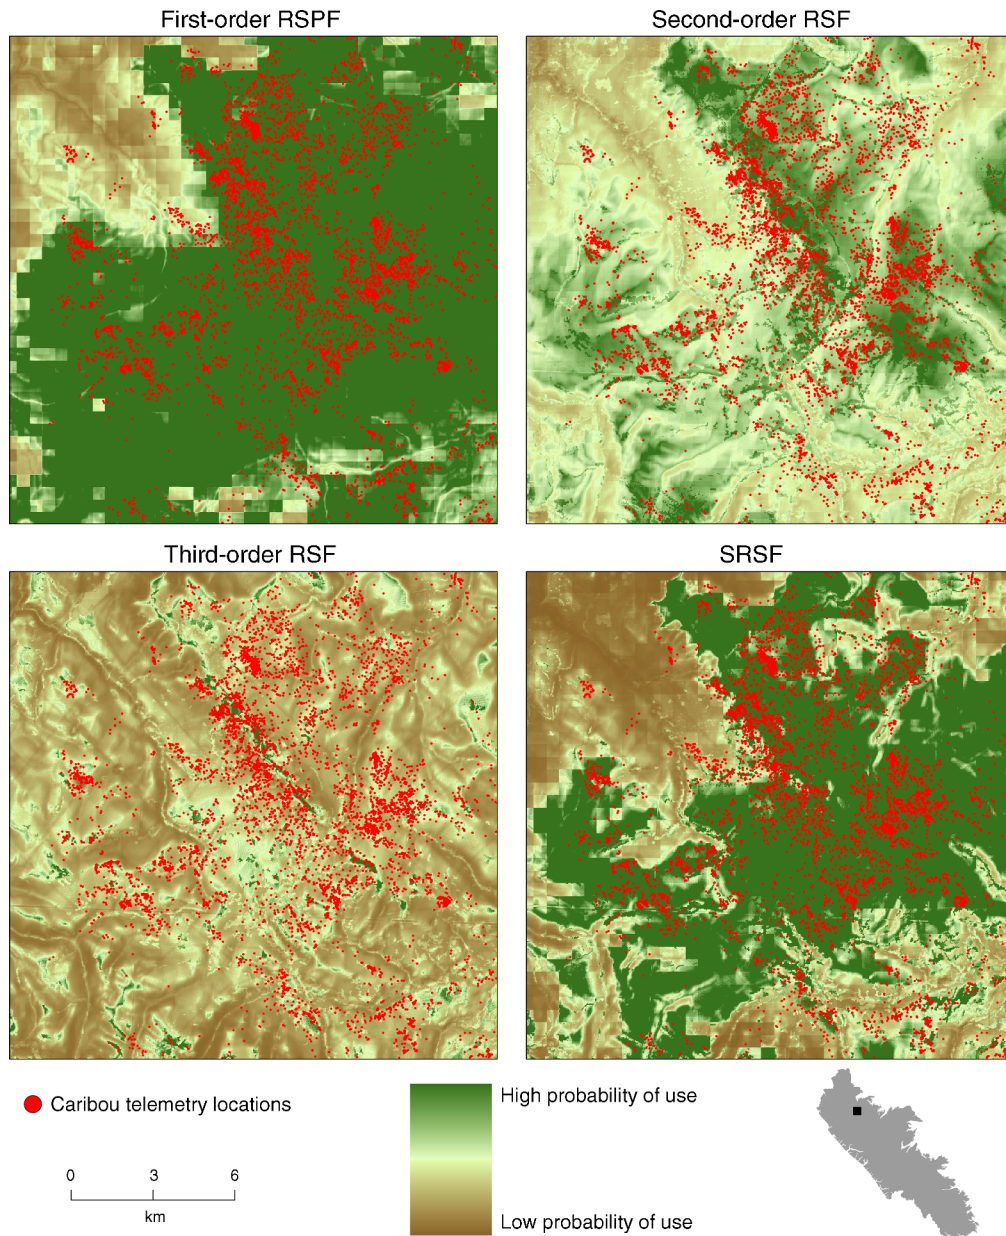 First-order RSPF
Second-order RSF
Third-order RSF
SRSF
Caribou telemetry locations
0 3 6
km
High probability of use
Low probability of use